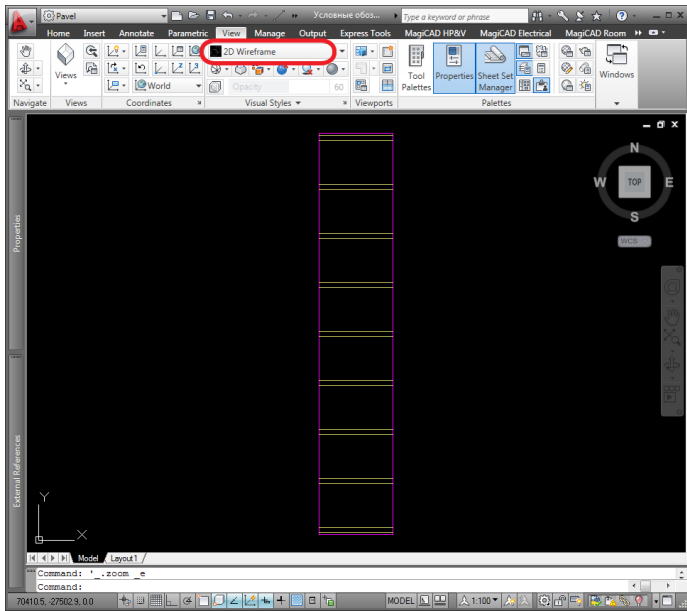 Pavel
Условные обоз...
Type a keyword or phrase
Home Insert Annotate Parametric View Manage Output Express Tools MagiCAD HP&V MagiCAD Electrical MagiCAD Room
2D Wireframe
Views
World
Opacity 60
Tool Palettes
Properties
Sheet Set Manager
Windows
Navigate Views Coordinates Visual Styles Viewports Palettes
N
W TOP E
S
WCS
Properties
External References
Y
X
Model Layout1
Command: '_.zoom _e
Command:
70410.5, -27502.9, 0.0 MODEL 1:100